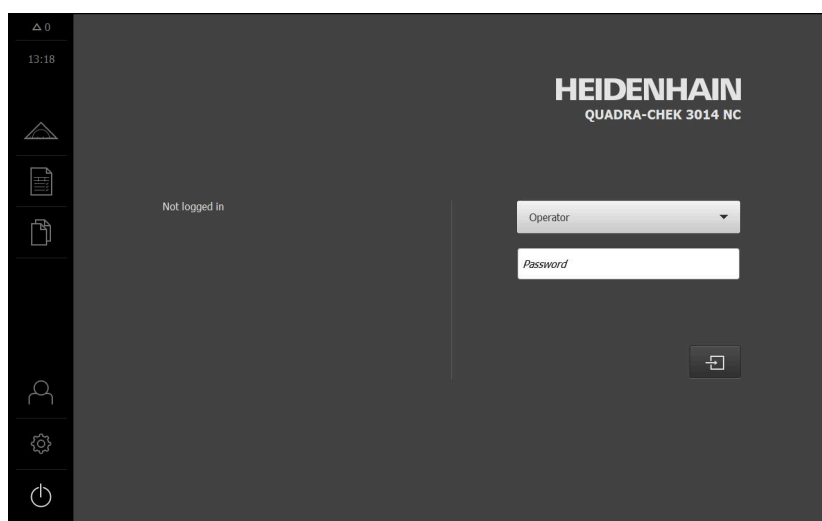 0
13:18
HEIDENHAIN
QUADRA-CHEK 3014 NC
Not logged in
Operator
Password